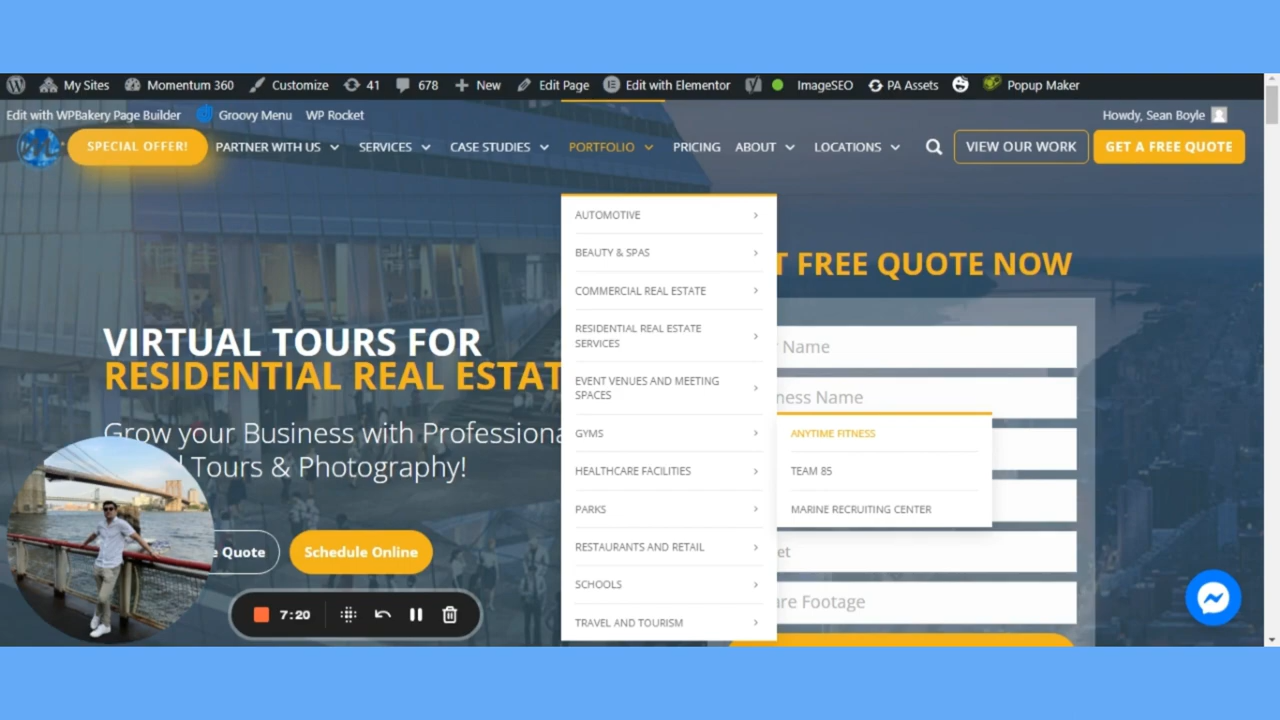 My Sites Momentum 360 Customize 41 678 New Edit Page Edit with Elementor ImageSEO PA Assets Popup Maker
Edit with WPBakery Page Builder Groovy Menu WP Rocket Howdy, Sean Boyle
SPECIAL OFFER! PARTNER WITH US SERVICES CASE STUDIES PORTFOLIO PRICING ABOUT LOCATIONS VIEW OUR WORK GET A FREE QUOTE
AUTOMOTIVE
BEAUTY & SPAS
COMMERCIAL REAL ESTATE
RESIDENTIAL REAL ESTATE
SERVICES
EVENT VENUES AND MEETING
SPACES
GYMS
HEALTHCARE FACILITIES
PARKS
RESTAURANTS AND RETAIL
SCHOOLS
TRAVEL AND TOURISM
ANYTIME FITNESS
TEAM 85
MARINE RECRUITING CENTER
VIRTUAL TOURS FOR
RESIDENTIAL REAL ESTAT
Grow your Business with Professiona
Tours & Photography!
Quote Schedule Online
7:20
T FREE QUOTE NOW
Name
ness Name
et
re Footage